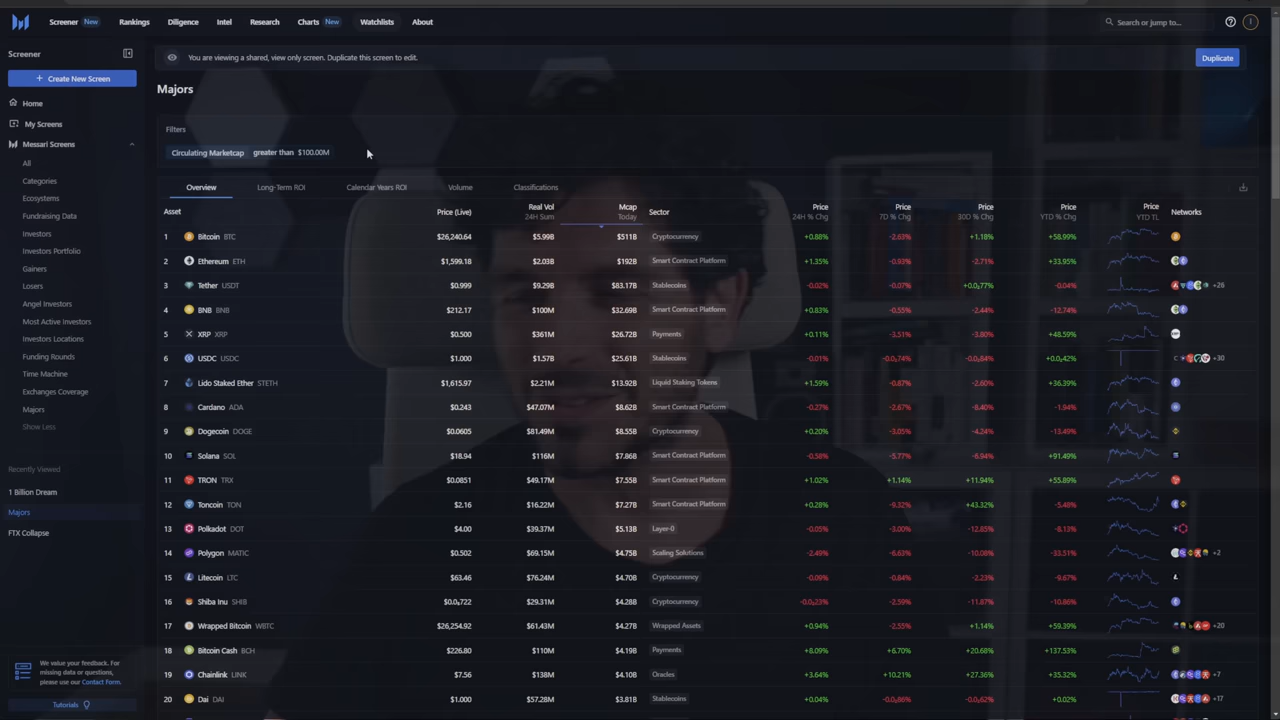 Screener New Rankings Diligence Intel Research Charts New Watchlists About Search or jump to... I
Screener
You are viewing a shared, view only screen. Duplicate this screen to edit. Duplicate
+ Create New Screen
Home
My Screens
Messari Screens
All
Categories
Ecosystems
Fundraising Data
Investors
Investors Portfolio
Gainers
Losers
Angel Investors
Most Active Investors
Investors Locations
Funding Rounds
Time Machine
Exchanges Coverage
Majors
Show Less
Recently Viewed
1 Billion Dream
Majors
FTX Collapse
We value your feedback. For
missing data or questions,
please use our Contact Form.
Tutorials
Majors
Filters
Circulating Marketcap greater than $100.00M
Overview Long-Term ROI Calendar Years ROI Volume Classifications
Asset Price (Live) Real Vol 24H Sum Mcap Today Sector Price 24H % Chg Price 7D % Chg Price 30D % Chg Price YTD % Chg Price YTD TL Networks
1 Bitcoin BTC $26,240.64 $5.99B $511B Cryptocurrency +0.88% -2.63% +1.18% +58.99%
2 Ethereum ETH $1,599.18 $2.03B $192B Smart Contract Platform +1.35% -0.93% -2.71% +33.95%
3 Tether USDT $0.999 $9.29B $83.17B Stablecoins -0.02% -0.07% +0.0₂77% -0.04% +26
4 BNB BNB $212.17 $100M $32.69B Smart Contract Platform +0.83% -0.55% -2.44% -12.74%
5 XRP XRP $0.500 $361M $26.72B Payments +0.11% -3.51% -3.80% +48.59%
6 USDC USDC $1.000 $1.57B $25.61B Stablecoins -0.01% -0.0₂74% -0.0₂84% +0.0₂42% +30
7 Lido Staked Ether STETH $1,615.97 $2.21M $13.92B Liquid Staking Tokens +1.59% -0.87% -2.60% +36.39%
8 Cardano ADA $0.243 $47.07M $8.62B Smart Contract Platform -0.27% -2.67% -8.40% -1.94%
9 Dogecoin DOGE $0.0605 $81.49M $8.55B Cryptocurrency +0.20% -3.05% -4.24% -13.49%
10 Solana SOL $18.94 $116M $7.86B Smart Contract Platform -0.58% -5.77% -6.94% +91.49%
11 TRON TRX $0.0851 $49.17M $7.55B Smart Contract Platform +1.02% +1.14% +11.94% +55.89%
12 Toncoin TON $2.16 $16.22M $7.27B Smart Contract Platform +0.28% -9.32% +43.32% -5.48%
13 Polkadot DOT $4.00 $39.37M $5.13B Layer-0 -0.05% -3.00% -12.85% -8.13%
14 Polygon MATIC $0.502 $69.15M $4.75B Scaling Solutions -2.49% -6.63% -10.08% -33.51% +2
15 Litecoin LTC $63.46 $76.24M $4.70B Cryptocurrency -0.09% -0.84% -2.23% -9.67%
16 Shiba Inu SHIB $0.0₅722 $29.31M $4.28B Cryptocurrency -0.0₂23% -2.59% -11.87% -10.86%
17 Wrapped Bitcoin WBTC $26,254.92 $61.43M $4.27B Wrapped Assets +0.94% -2.55% +1.14% +59.39% +20
18 Bitcoin Cash BCH $226.80 $110M $4.19B Payments +8.09% +6.70% +20.68% +137.53%
19 Chainlink LINK $7.56 $138M $4.10B Oracles +3.64% +10.21% +27.36% +35.32% +7
20 Dai DAI $1.000 $57.28M $3.81B Stablecoins +0.04% -0.0₂86% -0.0₂62% +0.02% +17